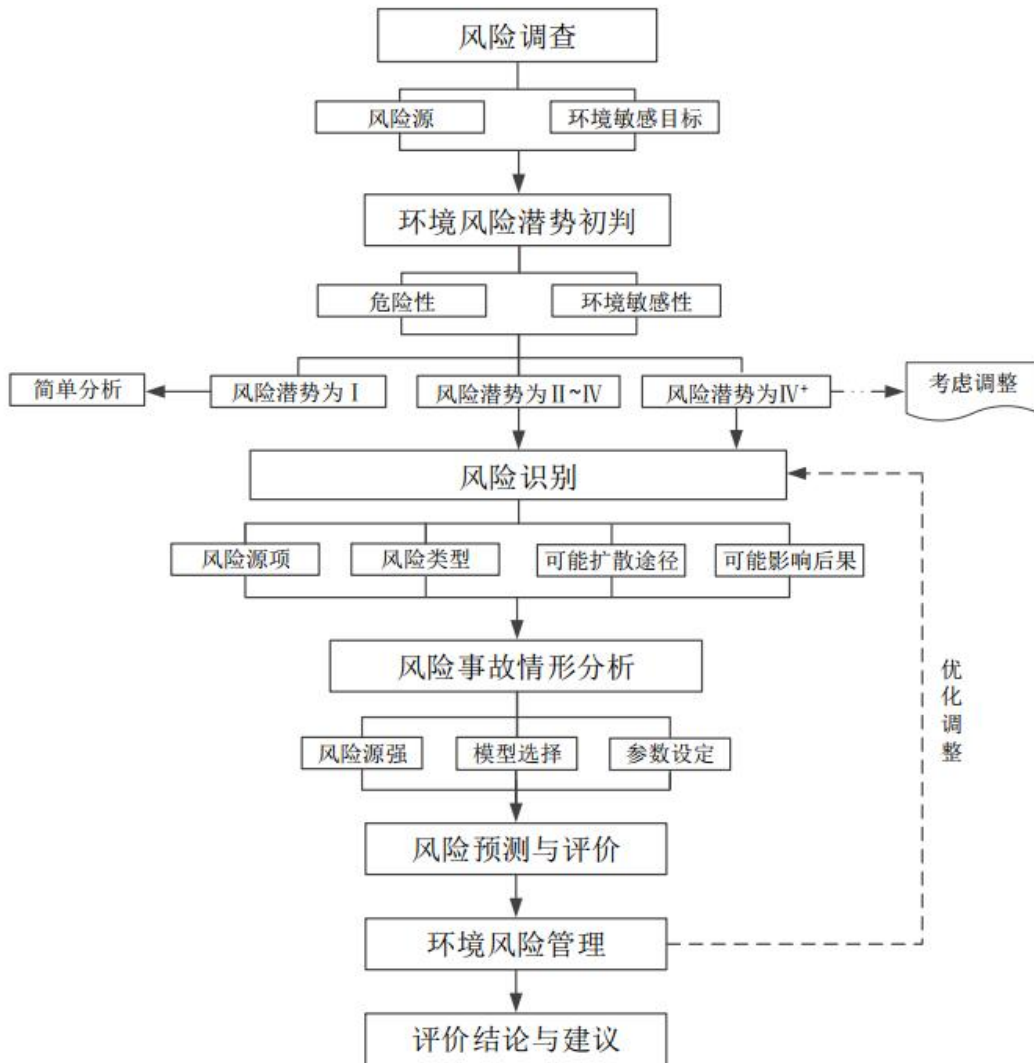 风险调查
风险源
环境敏感目标
环境风险潜势初判
危险性
环境敏感性
简单分析
风险潜势为Ⅰ
风险潜势为Ⅱ~Ⅳ
风险潜势为Ⅳ+
考虑调整
风险识别
风险源项
风险类型
可能扩散途径
可能影响后果
风险事故情形分析
风险源强
模型选择
参数设定
优化调整
风险预测与评价
环境风险管理
评价结论与建议